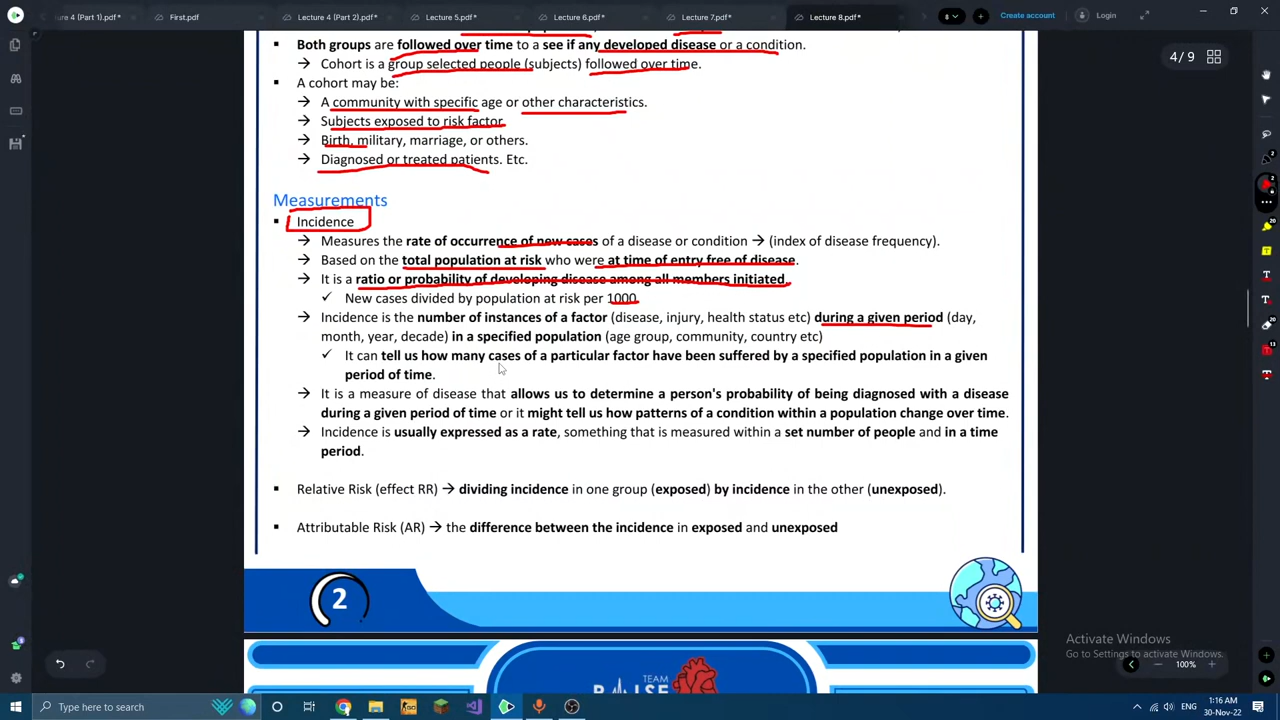 4 (Part 1).pdf*
First.pdf
Lecture 4 (Part 2).pdf*
Lecture 5.pdf*
Lecture 6.pdf*
Lecture 7.pdf*
Lecture 8.pdf*
8
Create account
Login
4/9
Both groups are followed over time to a see if any developed disease or a condition.
→ Cohort is a group selected people (subjects) followed over time.
▪ A cohort may be:
→ A community with specific age or other characteristics.
→ Subjects exposed to risk factor
→ Birth, military, marriage, or others.
→ Diagnosed or treated patients. Etc.
Measurements
▪ Incidence
→ Measures the rate of occurrence of new cases of a disease or condition → (index of disease frequency).
→ Based on the total population at risk who were at time of entry free of disease.
→ It is a ratio or probability of developing disease among all members initiated.
✓ New cases divided by population at risk per 1000
→ Incidence is the number of instances of a factor (disease, injury, health status etc) during a given period (day,
month, year, decade) in a specified population (age group, community, country etc)
✓ It can tell us how many cases of a particular factor have been suffered by a specified population in a given
period of time.
→ It is a measure of disease that allows us to determine a person's probability of being diagnosed with a disease
during a given period of time or it might tell us how patterns of a condition within a population change over time.
→ Incidence is usually expressed as a rate, something that is measured within a set number of people and in a time
period.
▪ Relative Risk (effect RR) → dividing incidence in one group (exposed) by incidence in the other (unexposed).
▪ Attributable Risk (AR) → the difference between the incidence in exposed and unexposed
2
TEAM
Activate Windows
Go to Settings to activate Windows.
100%
Type here to search
ENG
1:16 AM
30-Nov-22